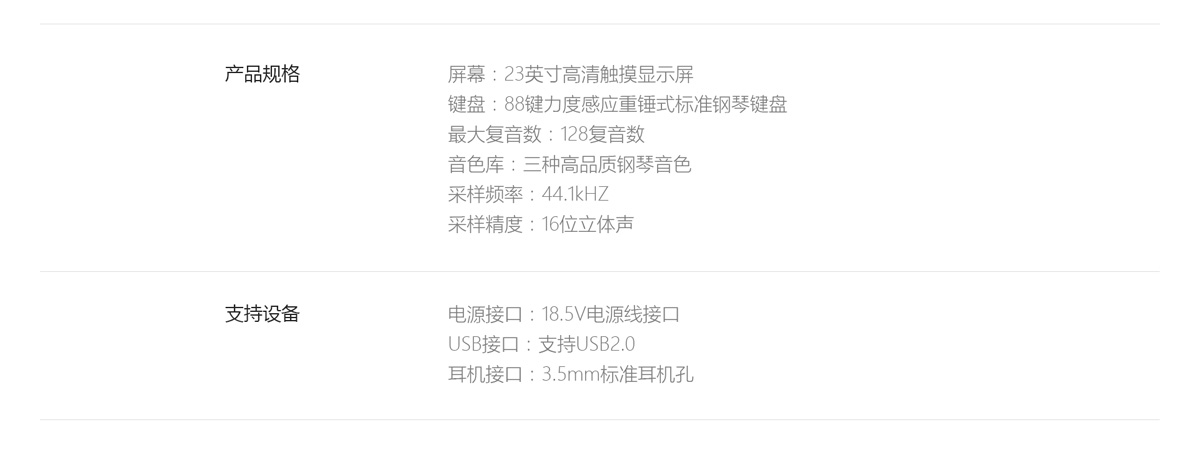 产品规格
屏幕：23英寸高清触摸显示屏
键盘：88键力度感应重锤式标准钢琴键盘
最大复音数：128复音数
音色库：三种高品质钢琴音色
采样频率：44.1kHZ
采样精度：16位立体声
支持设备
电源接口：18.5V电源线接口
USB接口：支持USB2.0
耳机接口：3.5mm标准耳机孔